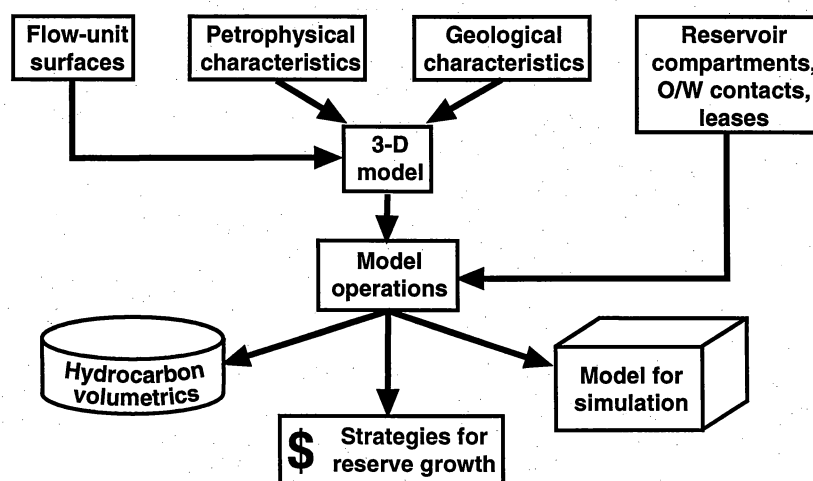 Flow-unit
surfaces
Petrophysical
characteristics
Geological
characteristics
Reservoir
compartments,
O/W contacts,
leases
3-D
model
Model
operations
Hydrocarbon
volumetrics
Model for
simulation
$ Strategies for
reserve growth